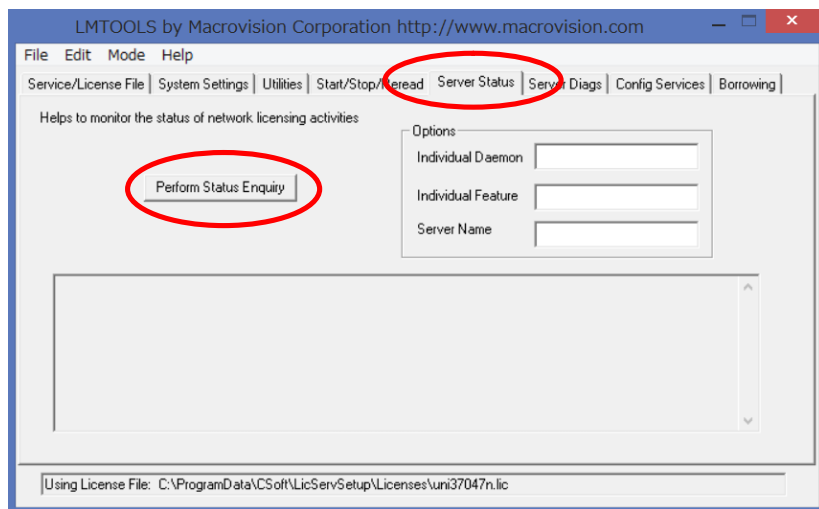 LMTOOLS by Macrovision Corporation http://www.macrovision.com
File Edit Mode Help
Service/License File System Settings Utilities Start/Stop/Reread Server Status Server Diags Config Services Borrowing
Helps to monitor the status of network licensing activities
Options
Individual Daemon
Perform Status Enquiry
Individual Feature
Server Name
Using License File: C:\ProgramData\CSoft\LicServSetup\Licenses\uni37047n.lic